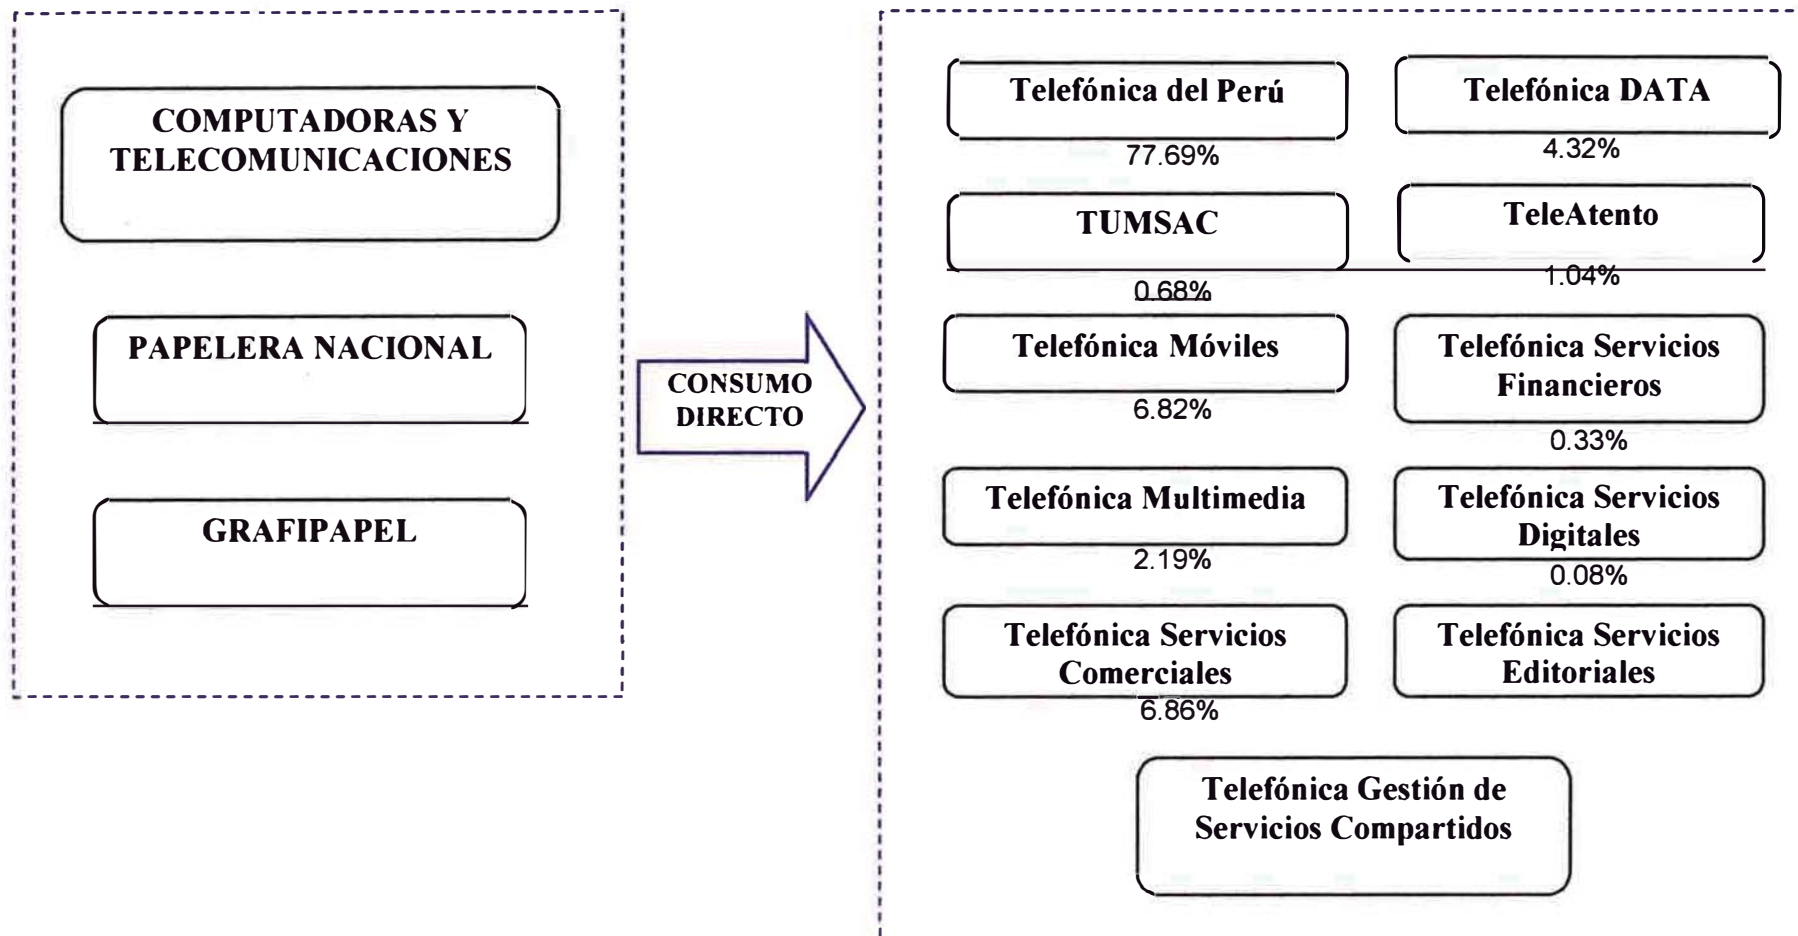 COMPUTADORAS Y
TELECOMUNICACIONES
PAPELERA NACIONAL
GRAFIPAPEL
CONSUMO
DIRECTO
Telefónica del Perú
77.69%
Telefónica DATA
4.32%
TUMSAC
0.68%
TeleAtento
1.04%
Telefónica Móviles
6.82%
Telefónica Servicios
Financieros
0.33%
Telefónica Multimedia
2.19%
Telefónica Servicios
Digitales
0.08%
Telefónica Servicios
Comerciales
6.86%
Telefónica Servicios
Editoriales
Telefónica Gestión de
Servicios Compartidos